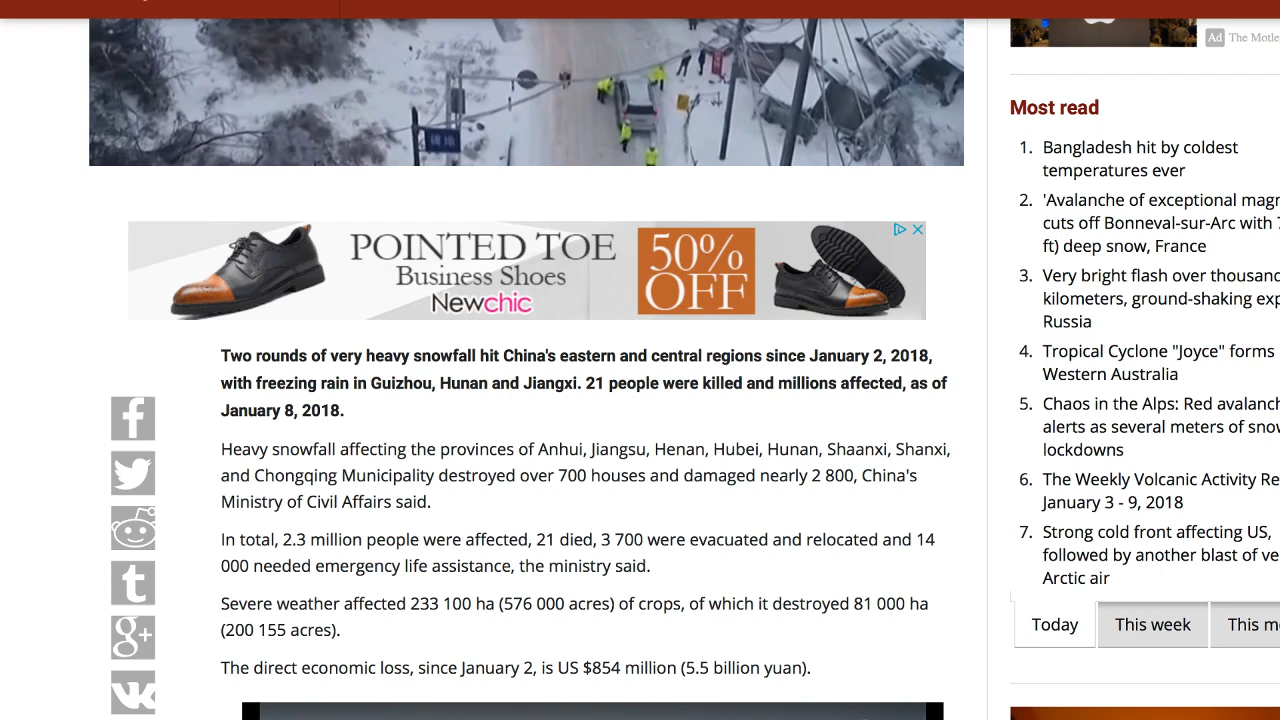 Ad The Motle
Most read
1. Bangladesh hit by coldest
temperatures ever
2. 'Avalanche of exceptional magn
cuts off Bonneval-sur-Arc with
ft) deep snow, France
3. Very bright flash over thousand
kilometers, ground-shaking exp
Russia
4. Tropical Cyclone "Joyce" forms
Western Australia
5. Chaos in the Alps: Red avalanch
alerts as several meters of snow
lockdowns
6. The Weekly Volcanic Activity Re
January 3 - 9, 2018
7. Strong cold front affecting US,
followed by another blast of ve
Arctic air
Today This week This mo
POINTED TOE
Business Shoes
Newchic
50%
OFF
Two rounds of very heavy snowfall hit China's eastern and central regions since January 2, 2018,
with freezing rain in Guizhou, Hunan and Jiangxi. 21 people were killed and millions affected, as of
January 8, 2018.
Heavy snowfall affecting the provinces of Anhui, Jiangsu, Henan, Hubei, Hunan, Shaanxi, Shanxi,
and Chongqing Municipality destroyed over 700 houses and damaged nearly 2 800, China's
Ministry of Civil Affairs said.
In total, 2.3 million people were affected, 21 died, 3 700 were evacuated and relocated and 14
000 needed emergency life assistance, the ministry said.
Severe weather affected 233 100 ha (576 000 acres) of crops, of which it destroyed 81 000 ha
(200 155 acres).
The direct economic loss, since January 2, is US $854 million (5.5 billion yuan).